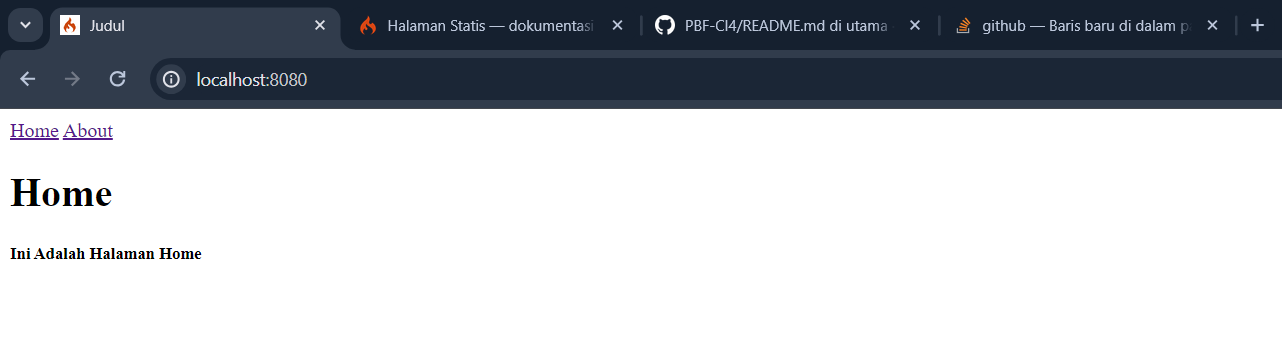 Judul
Halaman Statis — dokumentasi
PBF-CI4/README.md di utama
github — Baris baru di dalam
localhost:8080
Home About
Home
Ini Adalah Halaman Home